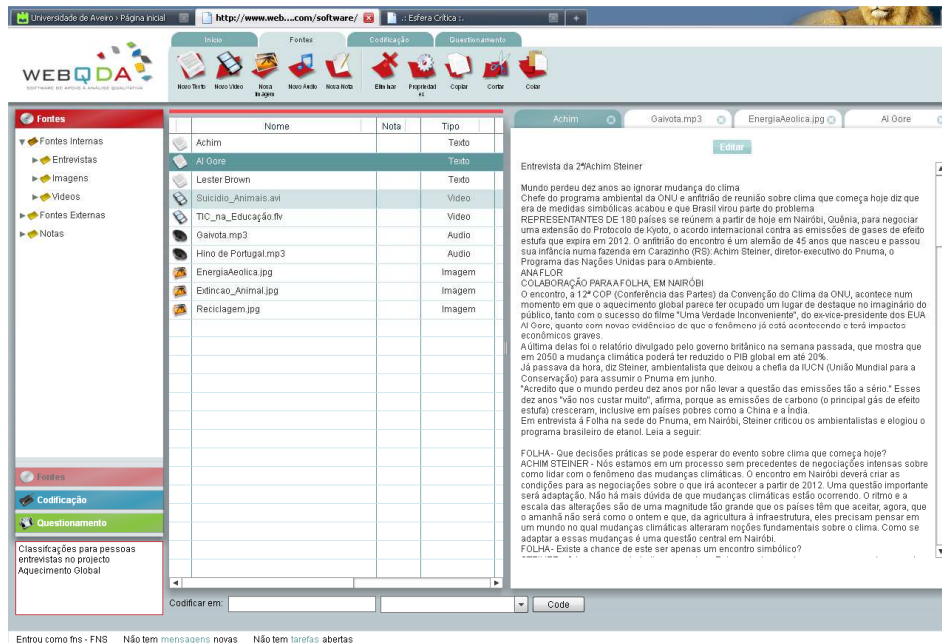 Universidade de Aveiro › Página inicial
http://www.web....com/software/
.: Esfera Crítica :.
Início
Fontes
Codificação
Questionamento
WEBQDA
SOFTWARE DE APOIO À ANÁLISE QUALITATIVA
Novo Texto
Novo Vídeo
Nova Imagem
Novo Áudio
Nova Nota
Eliminar
Propriedades
Copiar
Cortar
Colar
Fontes
Fontes Internas
Entrevistas
Imagens
Videos
Fontes Externas
Notas
Fontes
Codificação
Questionamento
Classifcações para pessoas
entrevistas no projecto
Aquecimento Global
Nome Nota Tipo
Achim Texto
Al Gore Texto
Lester Brown Texto
Suicidio_Animais.avi Video
TIC_na_Educação.flv Video
Gaivota.mp3 Audio
Hino de Portugal.mp3 Audio
EnergiaAeolica.jpg Imagem
Extincao_Animal.jpg Imagem
Reciclagem.jpg Imagem
Achim
Gaivota.mp3
EnergiaAeolica.jpg
Al Gore
Editar
Entrevista da 2ª/Achim Steiner
Mundo perdeu dez anos ao ignorar mudança do clima
Chefe do programa ambiental da ONU e anfitrião de reunião sobre clima que começa hoje diz que
era de medidas simbólicas acabou e que Brasil virou parte do problema
REPRESENTANTES DE 180 países se reúnem a partir de hoje em Nairóbi, Quênia, para negociar
uma extensão do Protocolo de Kyoto, o acordo internacional contra as emissões de gases de efeito
estufa que expira em 2012. O anfitrião do encontro é um alemão de 45 anos que nasceu e passou
sua infância numa fazenda em Carazinho (RS): Achim Steiner, diretor-executivo do Pnuma, o
Programa das Nações Unidas para o Ambiente.
ANA FLOR
COLABORAÇÃO PARA A FOLHA, EM NAIRÓBI
O encontro, a 12ª COP (Conferência das Partes) da Convenção do Clima da ONU, acontece num
momento em que o aquecimento global parece ter ocupado um lugar de destaque no imaginário do
público, tanto com o sucesso do filme "Uma Verdade Inconveniente", do ex-vice-presidente dos EUA
Al Gore, quanto com novas evidências de que o fenômeno já está acontecendo e terá impactos
econômicos graves.
A última delas foi o relatório divulgado pelo governo britânico na semana passada, que mostra que
em 2050 a mudança climática poderá ter reduzido o PIB global em até 20%.
Já passava da hora, diz Steiner, ambientalista que deixou a chefia da IUCN (União Mundial para a
Conservação) para assumir o Pnuma em junho.
"Acredito que o mundo perdeu dez anos por não levar a questão das emissões tão a sério." Esses
dez anos "vão nos custar muito", afirma, porque as emissões de carbono (o principal gás de efeito
estufa) cresceram, inclusive em países pobres como a China e a Índia.
Em entrevista à Folha na sede do Pnuma, em Nairóbi, Steiner criticou os ambientalistas e elogiou o
programa brasileiro de etanol. Leia a seguir:
FOLHA - Que decisões práticas se pode esperar do evento sobre clima que começa hoje?
ACHIM STEINER - Nós estamos em um processo sem precedentes de negociações intensas sobre
como lidar com o fenômeno das mudanças climáticas. O encontro em Nairóbi deverá criar as
condições para as negociações sobre o que irá acontecer a partir de 2012. Uma questão importante
será adaptação. Não há mais dúvida de que mudanças climáticas estão ocorrendo. O ritmo e a
escala das alterações são de uma magnitude tão grande que os países têm que aceitar, agora, que
o amanhã não será como o ontem e que, da agricultura à infraestrutura, eles precisam pensar em
um mundo no qual mudanças climáticas alteraram noções fundamentais sobre o clima. Como se
adaptar a essas mudanças é uma questão central em Nairóbi.
FOLHA - Existe a chance de este ser apenas um encontro simbólico?
Codificar em:
Code
Entrou como fns - FNS Não tem mensagens novas Não tem tarefas abertas